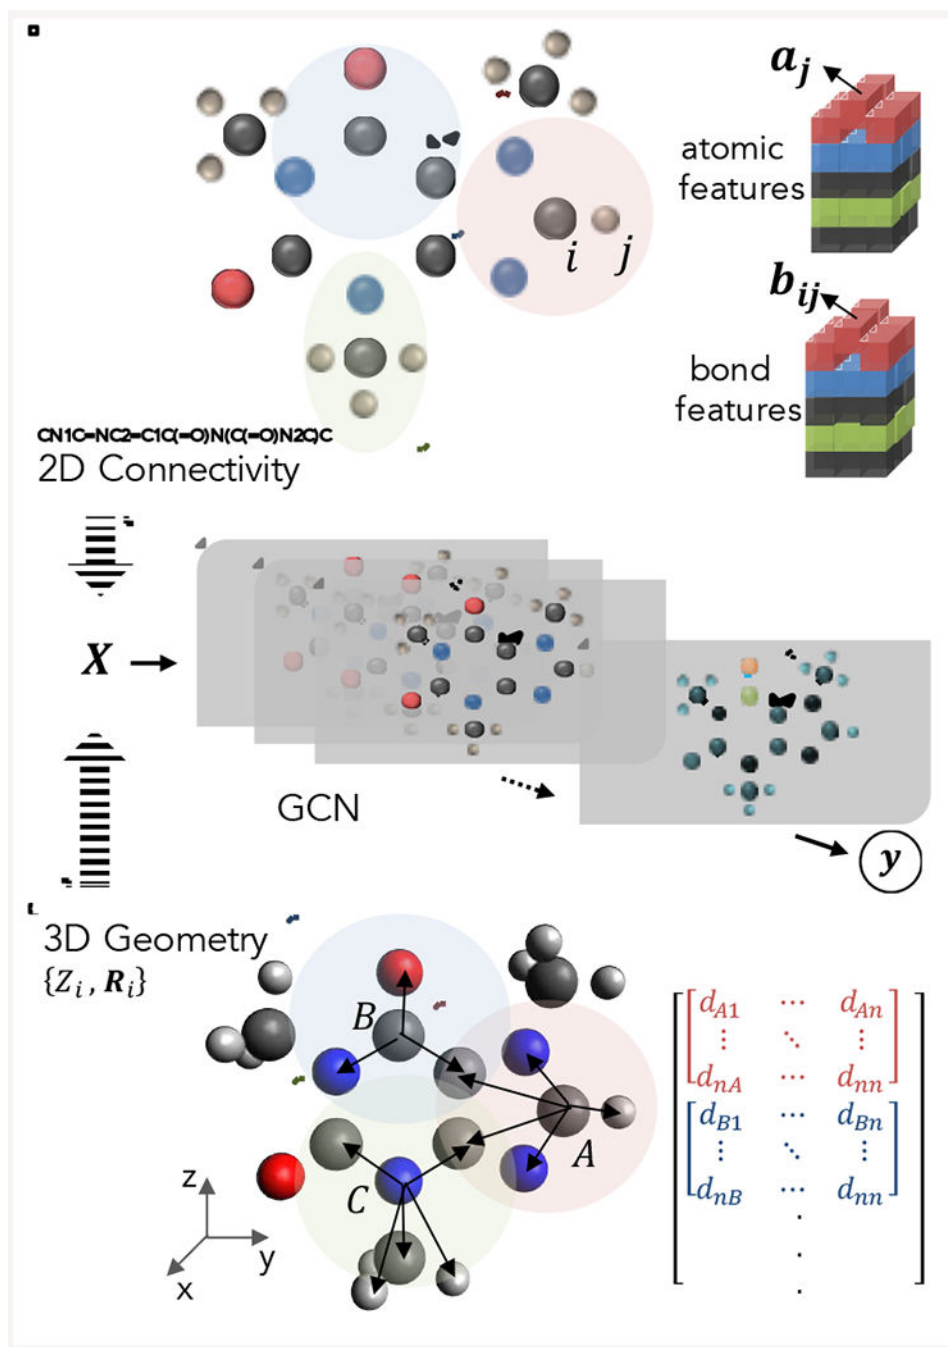 a_j
atomic
features
i j
b_ij
bond
features
CN1C=NC2=C1C(=O)N(C(=O)N2C)C
2D Connectivity
X
GCN
y
3D Geometry
{Z_i, R_i}
B
A
C
z
y
x
d_A1 ⋯ d_An
⋮ ⋱ ⋮
d_nA ⋯ d_nn
d_B1 ⋯ d_Bn
⋮ ⋱ ⋮
d_nB ⋯ d_nn
.
.
.